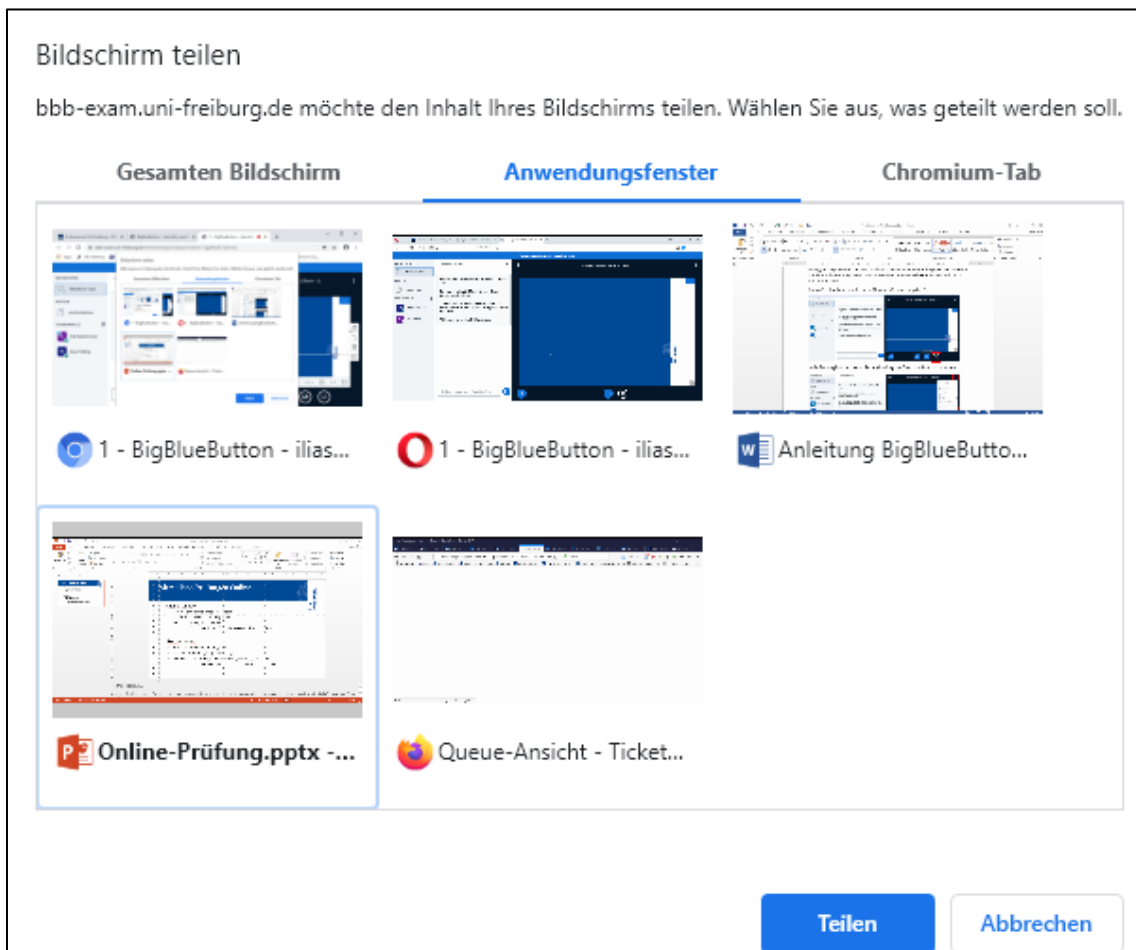 Bildschirm teilen
bbb-exam.uni-freiburg.de möchte den Inhalt Ihres Bildschirms teilen. Wählen Sie aus, was geteilt werden soll.
Gesamten Bildschirm Anwendungsfenster Chromium-Tab
1 - BigBlueButton - ilias... 1 - BigBlueButton - ilias... Anleitung BigBlueButto...
Online-Prüfung.pptx -... Queue-Ansicht - Ticket...
Teilen Abbrechen